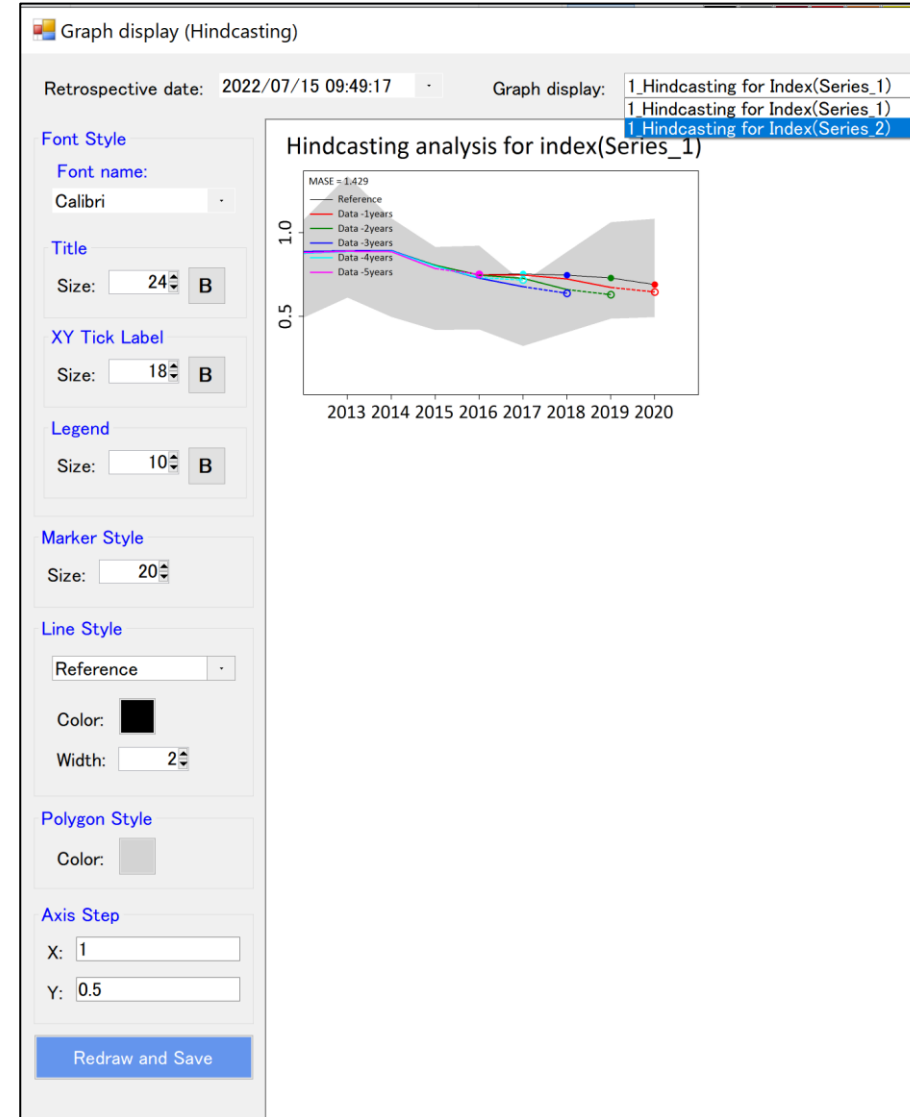 Graph display (Hindcasting)
Retrospective date: 2022/07/15 09:49:17
Graph display: 1_Hindcasting for Index(Series_1)
1_Hindcasting for Index(Series_1)
1_Hindcasting for Index(Series_2)
Font Style
Font name:
Calibri
Title
Size: 24 B
XY Tick Label
Size: 18 B
Legend
Size: 10 B
Marker Style
Size: 20
Line Style
Reference
Color:
Width: 2
Polygon Style
Color:
Axis Step
X: 1
Y: 0.5
Redraw and Save
Hindcasting analysis for index(Series_1)
MASE = 1.429
Reference
Data -1years
Data -2years
Data -3years
Data -4years
Data -5years
1.0
0.5
2013 2014 2015 2016 2017 2018 2019 2020